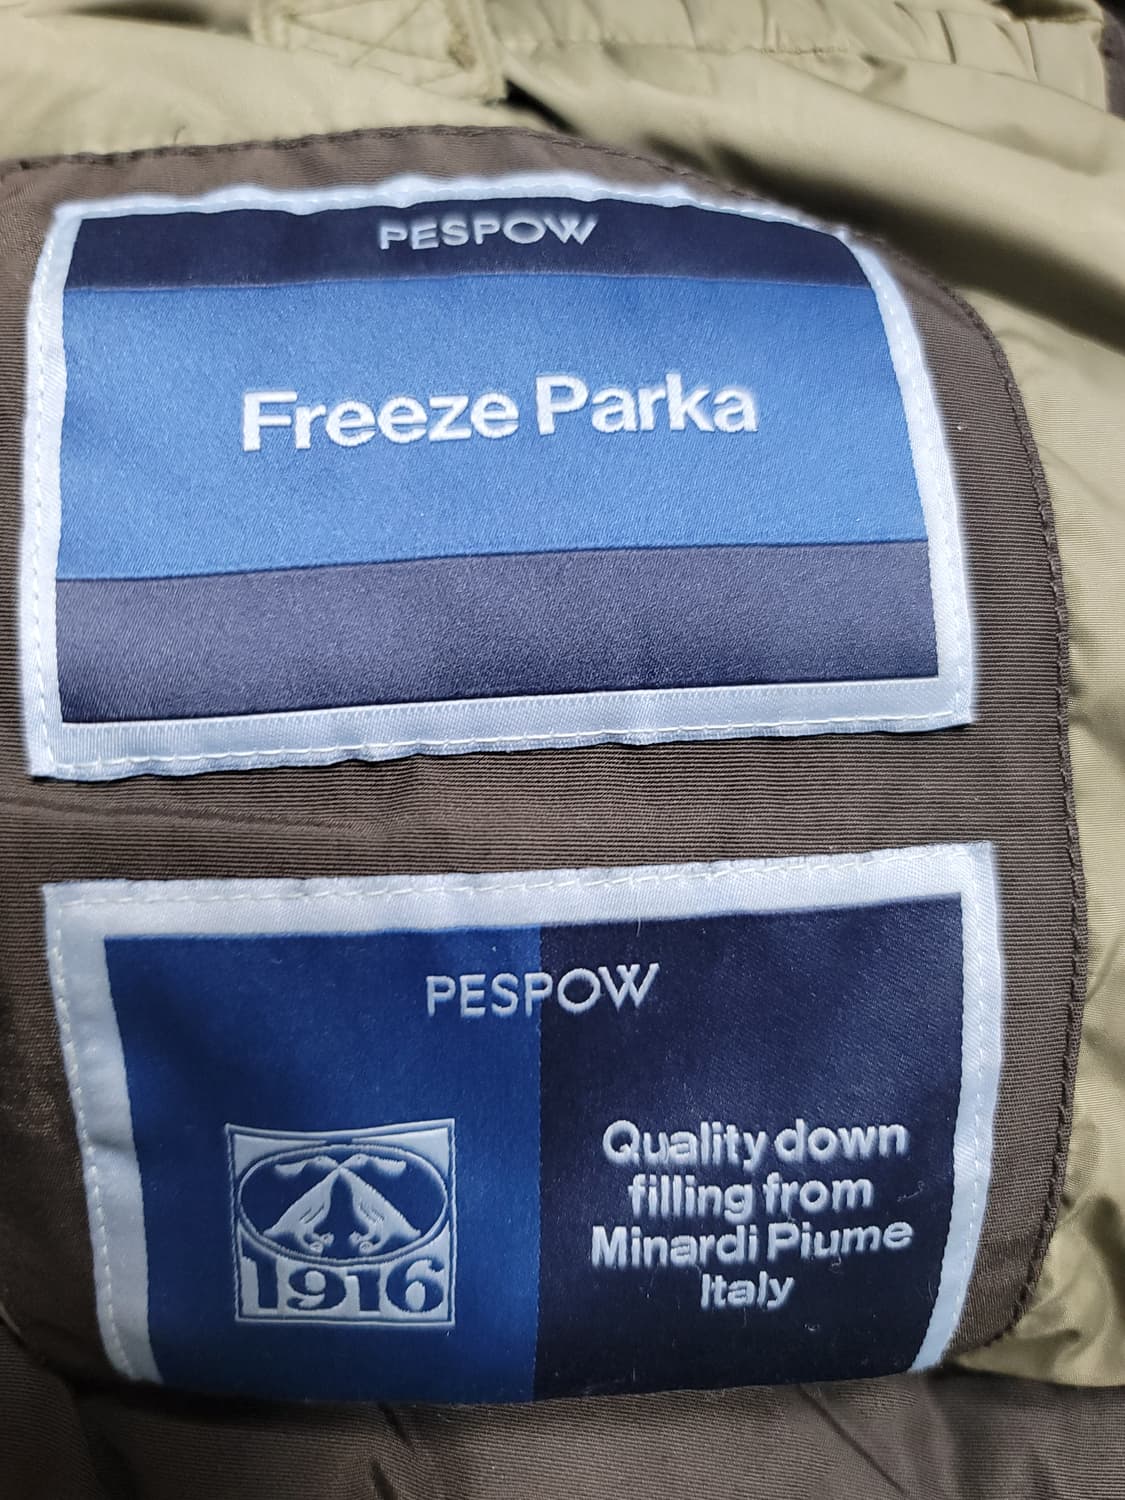 PESPOW
Freeze Parka
PESPOW
1916
Quality down
filling from
Minardi Piume
Italy